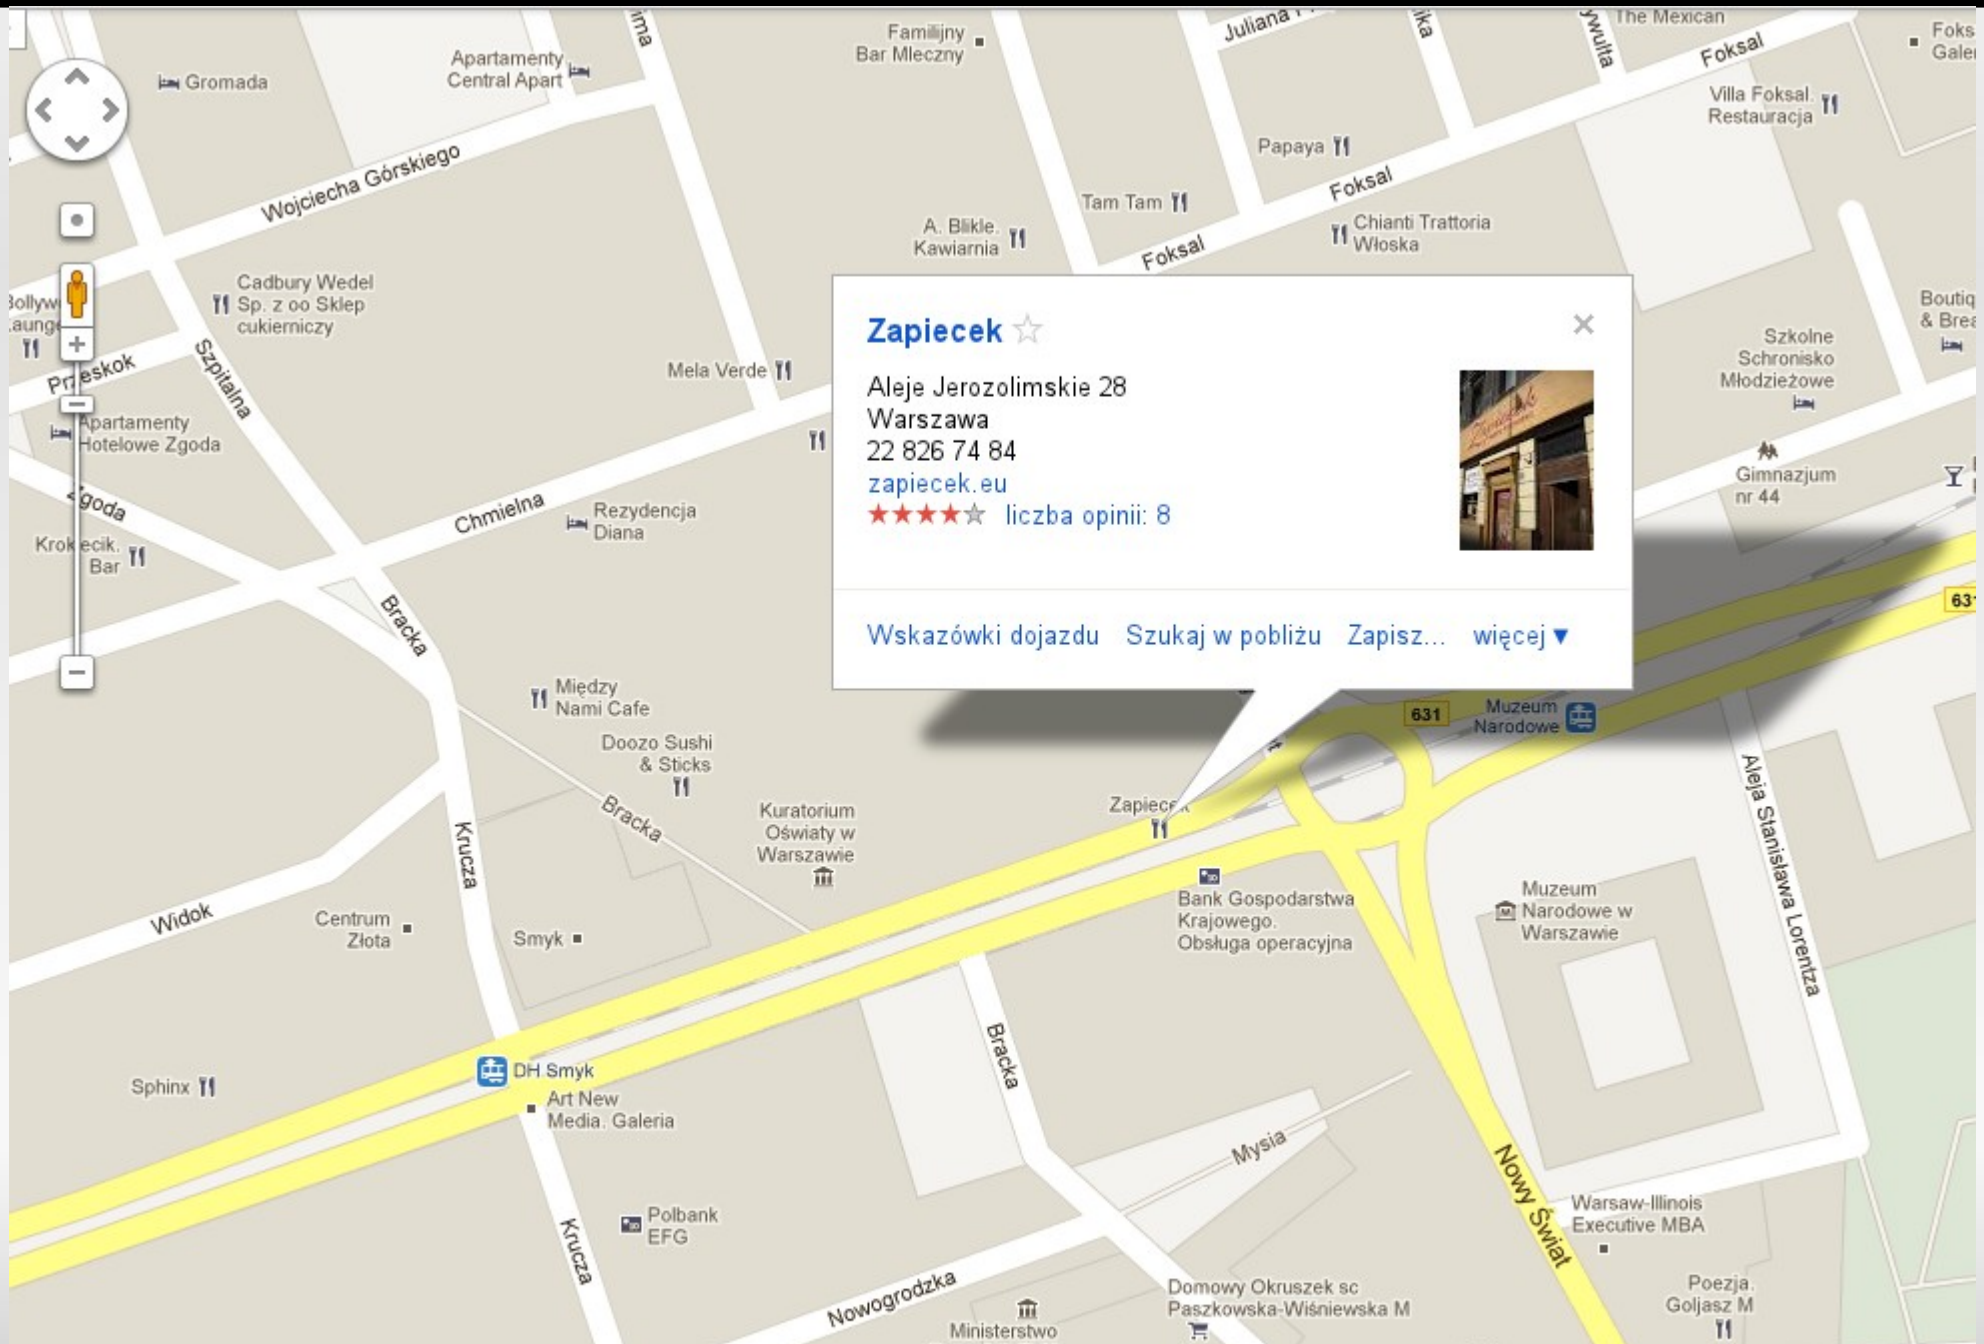 Familijny
Bar Mleczny
Juliana
ika
The Mexican
Foksal
Apartamenty
Central Apart
Gromada
Villa Foksal.
Restauracja
Papaya
Wojciecha Górskiego
Foksal
Tam Tam
A. Blikle.
Kawiarnia
Chianti Trattoria
Włoska
Foksal
Cadbury Wedel
Sp. z oo Sklep
cukierniczy
Przeskok
Szpitalna
Mela Verde
Szkolne
Schronisko
Młodzieżowe
Apartamenty
Hotelowe Zgoda
Zgoda
Gimnazjum
nr 44
Chmielna
Rezydencja
Diana
Bar
Bracka
Zapiecek
Aleje Jerozolimskie 28
Warszawa
22 826 74 84
zapiecek.eu
liczba opinii: 8
Wskazówki dojazdu Szukaj w pobliżu Zapisz... więcej
631
Między
Nami Cafe
631
Muzeum
Narodowe
Doozo Sushi
& Sticks
Bracka
Kuratorium
Oświaty w
Warszawie
Zapiecek
Krucza
Aleja Stanisława Lorentza
Bank Gospodarstwa
Krajowego.
Obsługa operacyjna
Muzeum
Narodowe w
Warszawie
Widok
Centrum
Złota
Smyk
Bracka
DH Smyk
Sphinx
Art New
Media. Galeria
Mysia
Nowy Świat
Polbank
EFG
Krucza
Warsaw-Illinois
Executive MBA
Nowogrodzka
Ministerstwo
Domowy Okruszek sc
Paszkowska-Wiśniewska M
Poezja.
Goljasz M